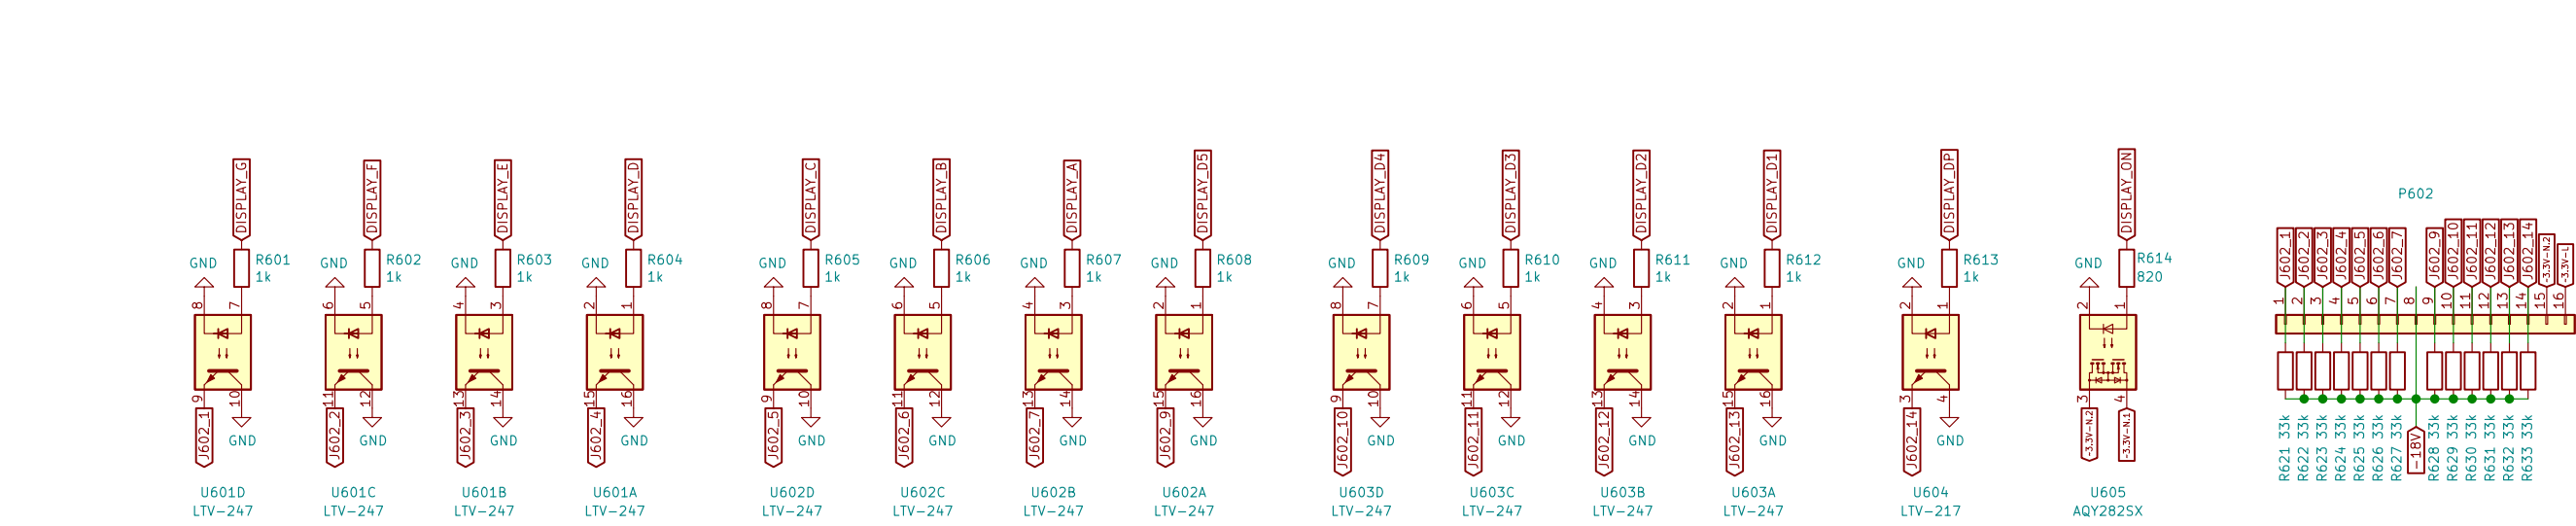 DISPLAY_G
DISPLAY_F
DISPLAY_E
DISPLAY_D
DISPLAY_C
DISPLAY_B
DISPLAY_A
DISPLAY_D5
DISPLAY_D4
DISPLAY_D3
DISPLAY_D2
DISPLAY_D1
DISPLAY_DP
DISPLAY_ON
P602
GND R601
1k
GND R602
1k
GND R603
1k
GND R604
1k
GND R605
1k
GND R606
1k
GND R607
1k
GND R608
1k
GND R609
1k
GND R610
1k
GND R611
1k
GND R612
1k
GND R613
1k
GND R614
820
J602_1
J602_2
J602_3
J602_4
J602_5
J602_6
J602_7
J602_9
J602_10
J602_11
J602_12
J602_13
J602_14
-3.3V-N.2
-3.3V-L
8 7
6 5
4 3
2 1
8 7
6 5
4 3
2 1
8 7
6 5
4 3
2 1
2 1
2 1
1 2 3 4 5 6 7 8 9 10 11 12 13 14 15 16
9 10
11 12
13 14
15 16
9 10
11 12
13 14
15 16
9 10
11 12
13 14
15 16
3 4
3 4
J602_1 GND
J602_2 GND
J602_3 GND
J602_4 GND
J602_5 GND
J602_6 GND
J602_7 GND
J602_9 GND
J602_10 GND
J602_11 GND
J602_12 GND
J602_13 GND
J602_14 GND
-3.3V-N.2
-3.3V-N.1
R621 33k
R622 33k
R623 33k
R624 33k
R625 33k
R626 33k
R627 33k
-18V
R628 33k
R629 33k
R630 33k
R631 33k
R632 33k
R633 33k
U601D
LTV-247
U601C
LTV-247
U601B
LTV-247
U601A
LTV-247
U602D
LTV-247
U602C
LTV-247
U602B
LTV-247
U602A
LTV-247
U603D
LTV-247
U603C
LTV-247
U603B
LTV-247
U603A
LTV-247
U604
LTV-217
U605
AQY282SX